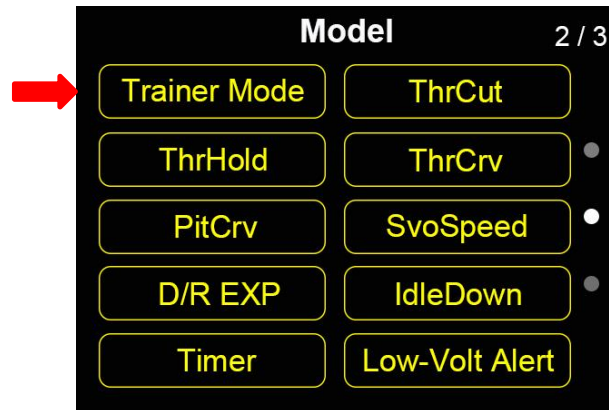 Model
2 / 3
Trainer Mode
ThrCut
ThrHold
ThrCrv
PitCrv
SvoSpeed
D/R EXP
IdleDown
Timer
Low-Volt Alert